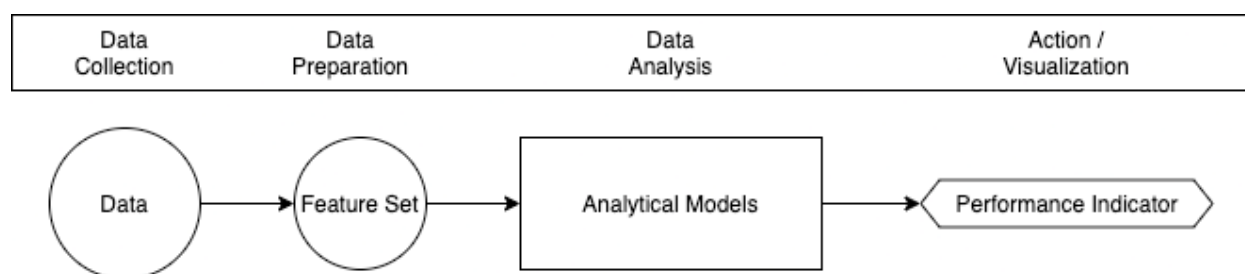 Data
Collection
Data
Preparation
Data
Analysis
Action /
Visualization
Data
Feature Set
Analytical Models
Performance Indicator